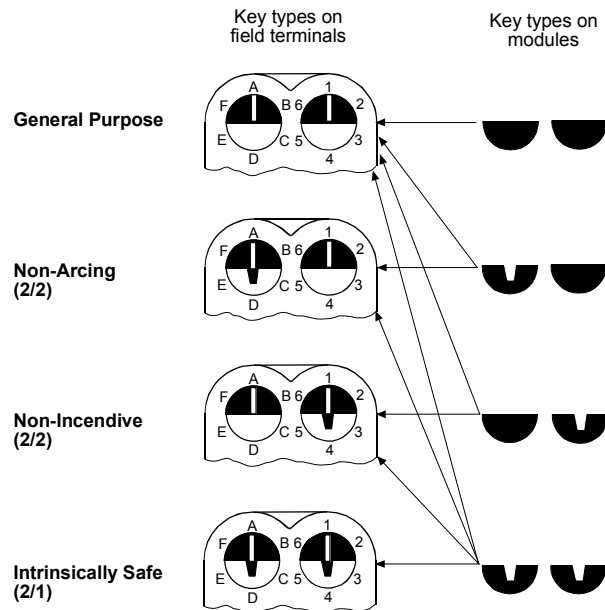 Key types on
field terminals
Key types on
modules
General Purpose
A
B
C
D
E
F
1
2
3
4
5
6
Non-Arcing
(2/2)
A
B
C
D
E
F
1
2
3
4
5
6
Non-Incendive
(2/2)
A
B
C
D
E
F
1
2
3
4
5
6
Intrinsically Safe
(2/1)
A
B
C
D
E
F
1
2
3
4
5
6